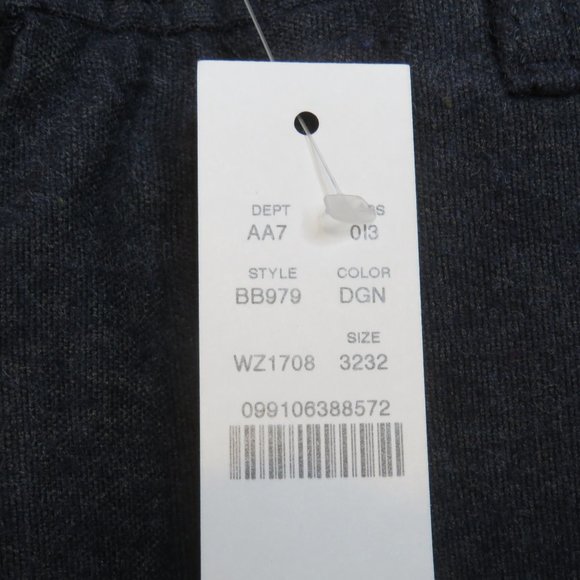 DEPT
AA7 013
STYLE COLOR
BB979 DGN
SIZE
WZ1708 3232
099106388572